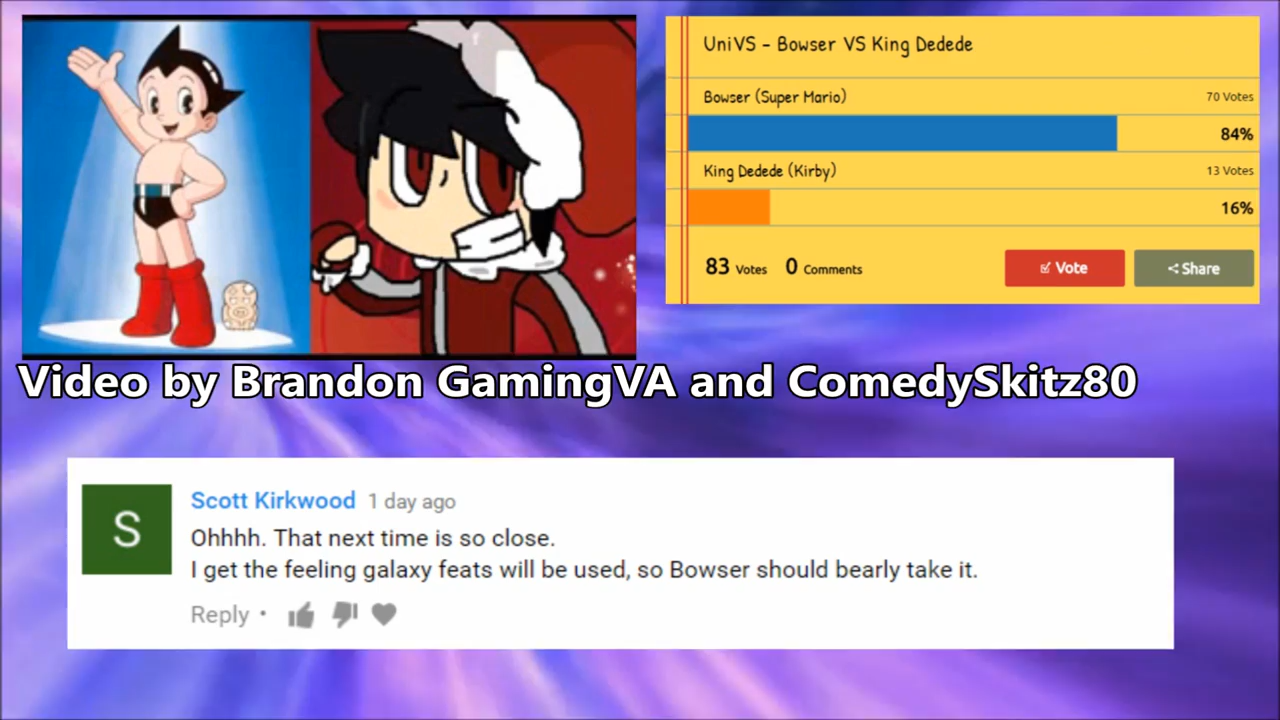 UniVS - Bowser VS King Dedede
Bowser (Super Mario) 70 Votes
84%
King Dedede (Kirby) 13 Votes
16%
83 Votes 0 Comments Vote Share
Video by Brandon GamingVA and ComedySkitz80
S
Scott Kirkwood 1 day ago
Ohhhh. That next time is so close.
I get the feeling galaxy feats will be used, so Bowser should bearly take it.
Reply •